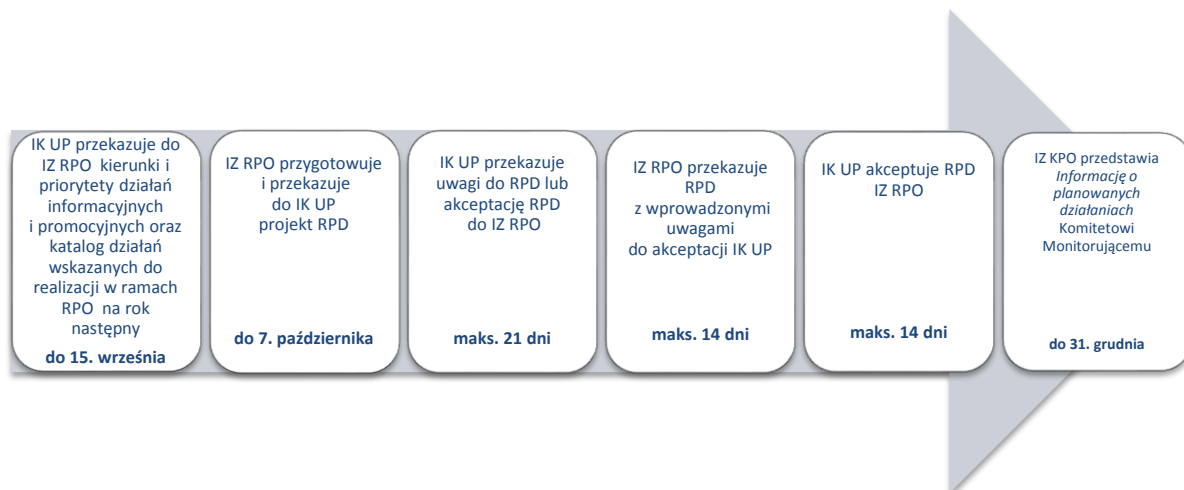 IK UP przekazuje do
IZ RPO kierunki i
priorytety działań
informacyjnych
i promocyjnych oraz
katalog działań
wskazanych do
realizacji w ramach
RPO na rok
następny
do 15. września
IZ RPO przygotowuje
i przekazuje
do IK UP
projekt RPD
do 7. października
IK UP przekazuje
uwagi do RPD lub
akceptację RPD
do IZ RPO
maks. 21 dni
IZ RPO przekazuje
RPD
z wprowadzonymi
uwagami
do akceptacji IK UP
maks. 14 dni
IK UP akceptuje RPD
IZ RPO
maks. 14 dni
IZ KPO przedstawia
Informację o
planowanych
działaniach
Komitetowi
Monitorującemu
do 31. grudnia